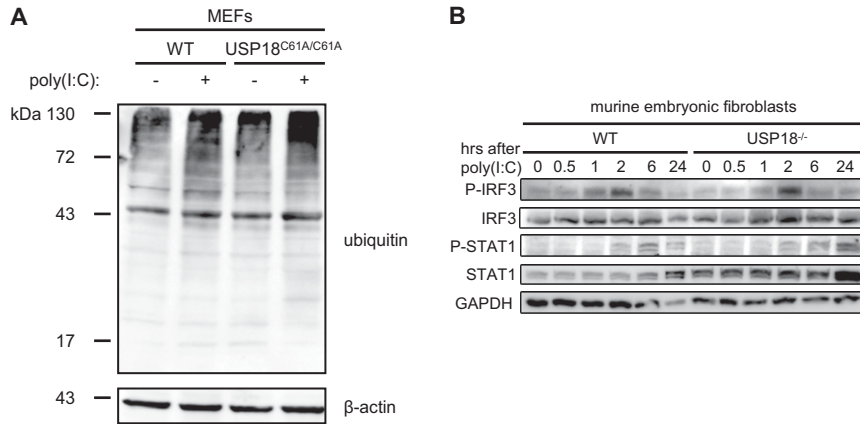 A
MEFs
WT USP18C61A/C61A
poly(I:C): - + - +
kDa 130
72
43
ubiquitin
17
43
β-actin
B
murine embryonic fibroblasts
WT USP18-/-
hrs after
poly(I:C) 0 0.5 1 2 6 24 0 0.5 1 2 6 24
P-IRF3
IRF3
P-STAT1
STAT1
GAPDH